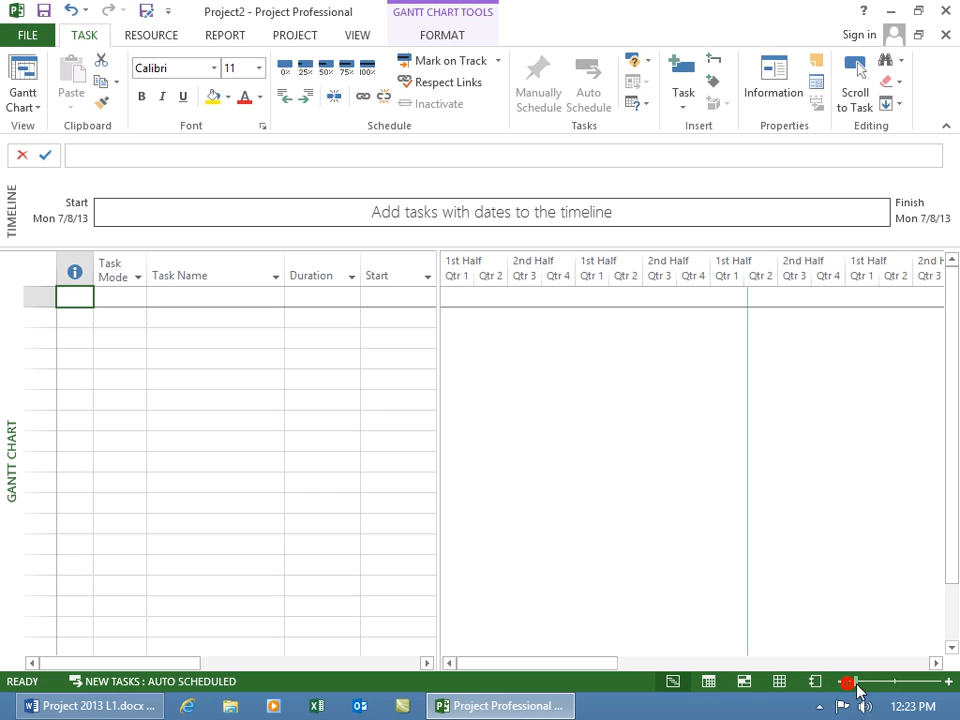 Project2 - Project Professional
GANTT CHART TOOLS
?
FILE
TASK
RESOURCE
REPORT
PROJECT
VIEW
FORMAT
Sign in
Gantt Chart
View
Paste
Clipboard
Calibri
11
B I U
A
Font
0% 25% 50% 75% 100%
Mark on Track
Respect Links
Inactivate
Schedule
Manually Schedule
Auto Schedule
Tasks
Task
Insert
Information
Properties
Scroll to Task
Editing
TIMELINE
Start
Mon 7/8/13
Add tasks with dates to the timeline
Finish
Mon 7/8/13
Task Mode
Task Name
Duration
Start
1st Half 2nd Half 1st Half 2nd Half 1st Half 2nd Half 1st Half 2nd H
Qtr 1 Qtr 2 Qtr 3 Qtr 4 Qtr 1 Qtr 2 Qtr 3 Qtr 4 Qtr 1 Qtr 2 Qtr 3 Qtr 4 Qtr 1 Qtr 2 Qtr 3
GANTT CHART
READY
NEW TASKS : AUTO SCHEDULED
Project 2013 L1.docx ...
Project Professional ...
12:23 PM